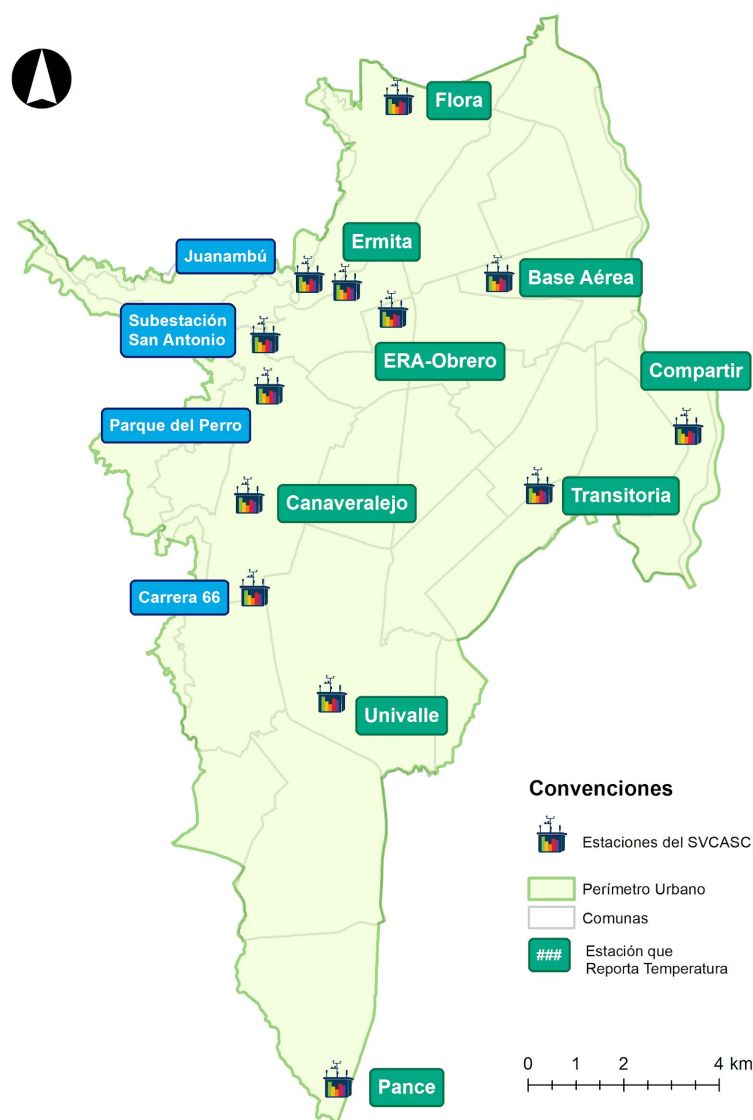 Flora
Ermita
Juanambú
Base Aérea
Subestación
San Antonio
ERA-Obrero
Compartir
Parque del Perro
Canaveralejo
Transitoria
Carrera 66
Univalle
Convenciones
Estaciones del SVCASC
Perímetro Urbano
Comunas
###
Estación que
Reporta Temperatura
0 1 2 4 km
Pance